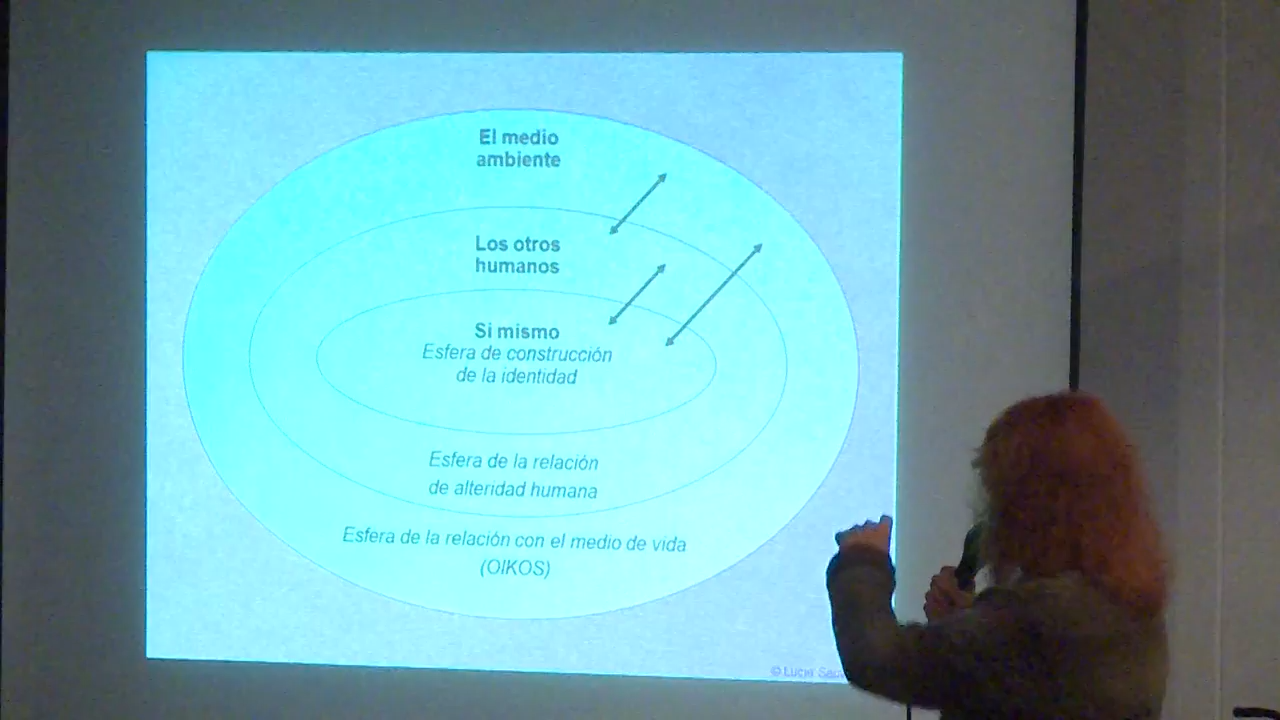 El medio
ambiente
Los otros
humanos
Si mismo
Esfera de construcción
de la identidad
Esfera de la relación
de alteridad humana
Esfera de la relación con el medio de vida
(OIKOS)
© Lucie